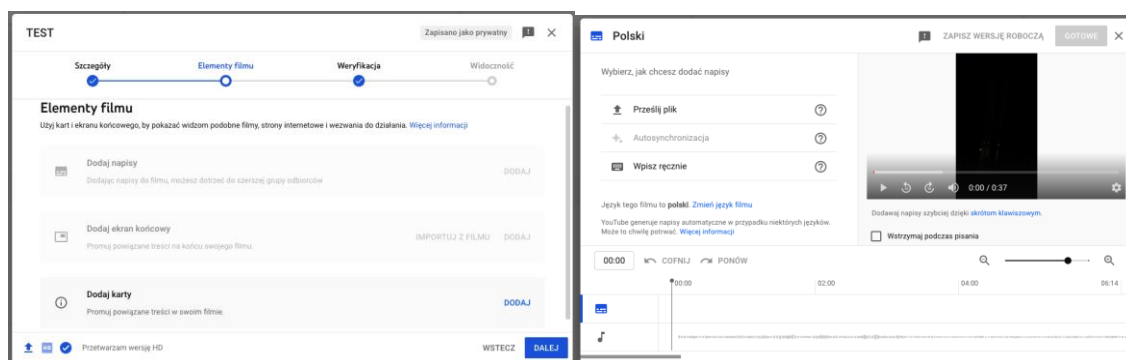 TEST
Zapisano jako prywatny
Szczegóły
Elementy filmu
Weryfikacja
Widoczność
Elementy filmu
Użyj kart i ekranu końcowego, by pokazać widzom podobne filmy, strony internetowe i wezwania do działania. Więcej informacji
Dodaj napisy
Dodając napisy do filmu, możesz dotrzeć do szerszej grupy odbiorców
DODAJ
Dodaj ekran końcowy
Promuj powiązane treści na końcu swojego filmu.
IMPORTUJ Z FILMU DODAJ
Dodaj karty
Promuj powiązane treści w swoim filmie.
DODAJ
HD
Przetwarzam wersję HD
WSTECZ
DALEJ
Polski
ZAPISZ WERSJĘ ROBOCZĄ
GOTOWE
Wybierz, jak chcesz dodać napisy
Prześlij plik
Autosynchronizacja
Wpisz ręcznie
Język tego filmu to polski. Zmień język filmu
YouTube generuje napisy automatyczne w przypadku niektórych języków.
Może to chwilę potrwać. Więcej informacji
0:00 / 0:37
Dodawaj napisy szybciej dzięki skrótom klawiszowym.
Wstrzymaj podczas pisania
00:00
COFNIJ
PONÓW
00:00
02:00
04:00
06:14